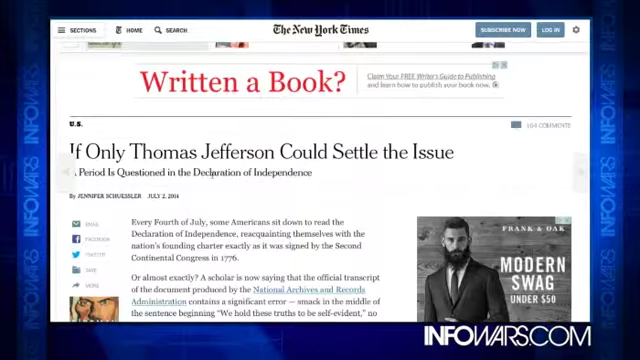 SECTIONS
HOME
SEARCH
The New York Times
SUBSCRIBE NOW
LOG IN
Written a Book?
Claim Your FREE Writer's Guide to Publishing
and learn how to publish your book now.
U.S.
104 COMMENTS
If Only Thomas Jefferson Could Settle the Issue
A Period Is Questioned in the Declaration of Independence
By JENNIFER SCHUESSLER JULY 2, 2014
EMAIL
FACEBOOK
TWITTER
SAVE
MORE
Every Fourth of July, some Americans sit down to read the
Declaration of Independence, reacquainting themselves with the
nation's founding charter exactly as it was signed by the Second
Continental Congress in 1776.
Or almost exactly? A scholar is now saying that the official transcript
of the document produced by the National Archives and Records
Administration contains a significant error — smack in the middle of
the sentence beginning "We hold these truths to be self-evident," no
FRANK & OAK
MODERN
SWAG
UNDER $50
INFOWARS
INFOWARS
INFOWARS
INFOWARS
INFOWARS.COM